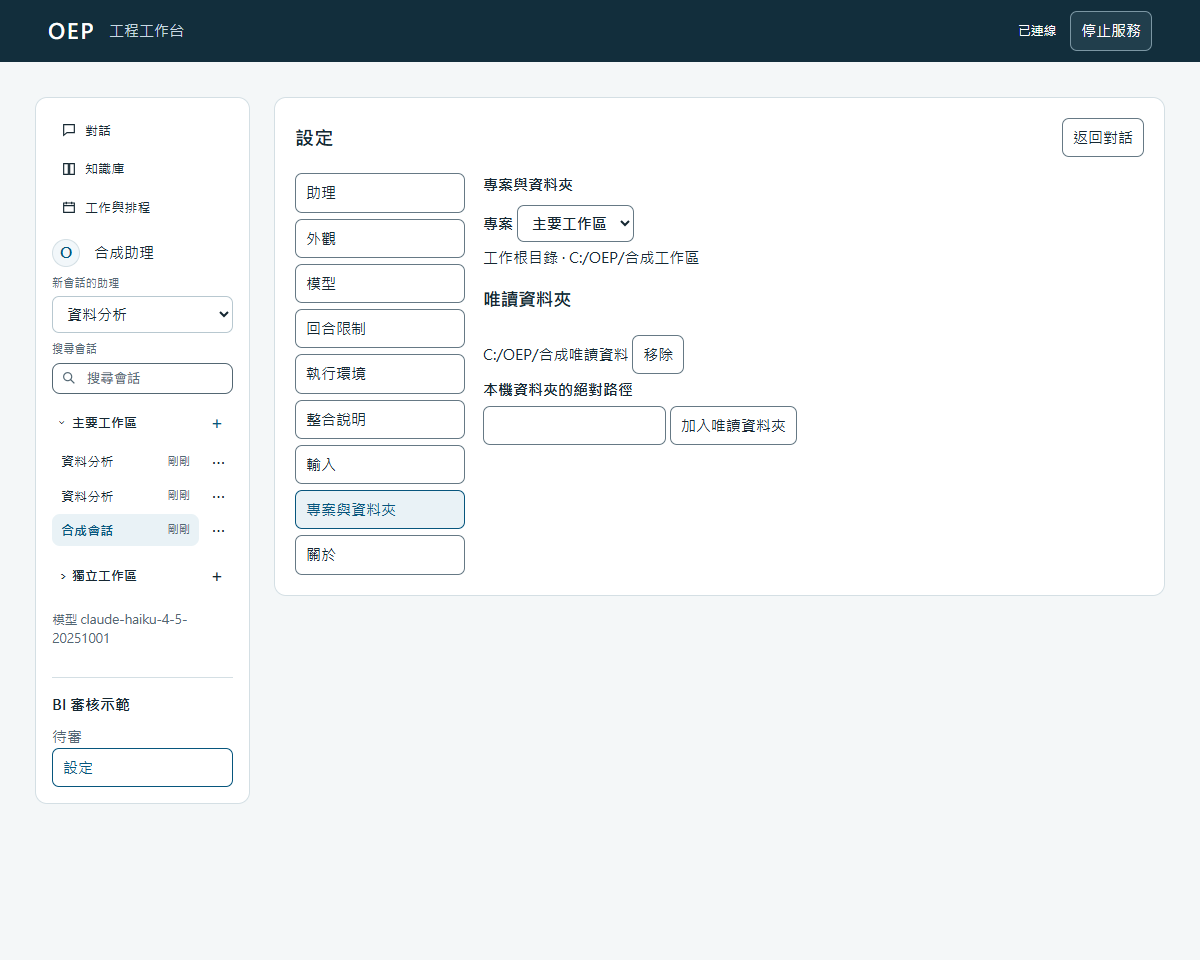 OEP 工程工作台
已連線
停止服務
對話
知識庫
工作與排程
O 合成助理
新會話的助理
資料分析
搜尋會話
搜尋會話
主要工作區 +
資料分析 剛剛 ...
資料分析 剛剛 ...
合成會話 剛剛 ...
獨立工作區 +
模型 claude-haiku-4-5-
20251001
BI 審核示範
待審
設定
設定
返回對話
助理
外觀
模型
回合限制
執行環境
整合說明
輸入
專案與資料夾
關於
專案與資料夾
專案 主要工作區
工作根目錄 · C:/OEP/合成工作區
唯讀資料夾
C:/OEP/合成唯讀資料 移除
本機資料夾的絕對路徑
加入唯讀資料夾